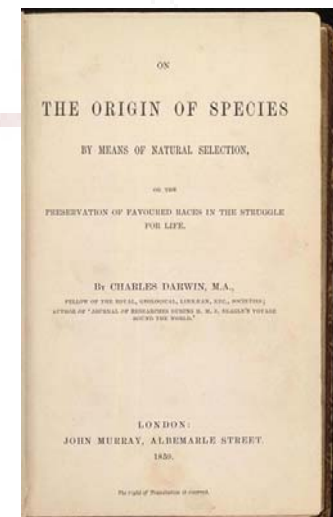 ON
THE ORIGIN OF SPECIES
BY MEANS OF NATURAL SELECTION,
OR THE
PRESERVATION OF FAVOURED RACES IN THE STRUGGLE
FOR LIFE.
BY CHARLES DARWIN, M.A.,
FELLOW OF THE ROYAL, GEOLOGICAL, LINNÆAN, ETC., SOCIETIES;
AUTHOR OF 'JOURNAL OF RESEARCHES DURING H. M. S. BEAGLE'S VOYAGE
ROUND THE WORLD.'
LONDON:
JOHN MURRAY, ALBEMARLE STREET.
1859.
The right of Translation is reserved.